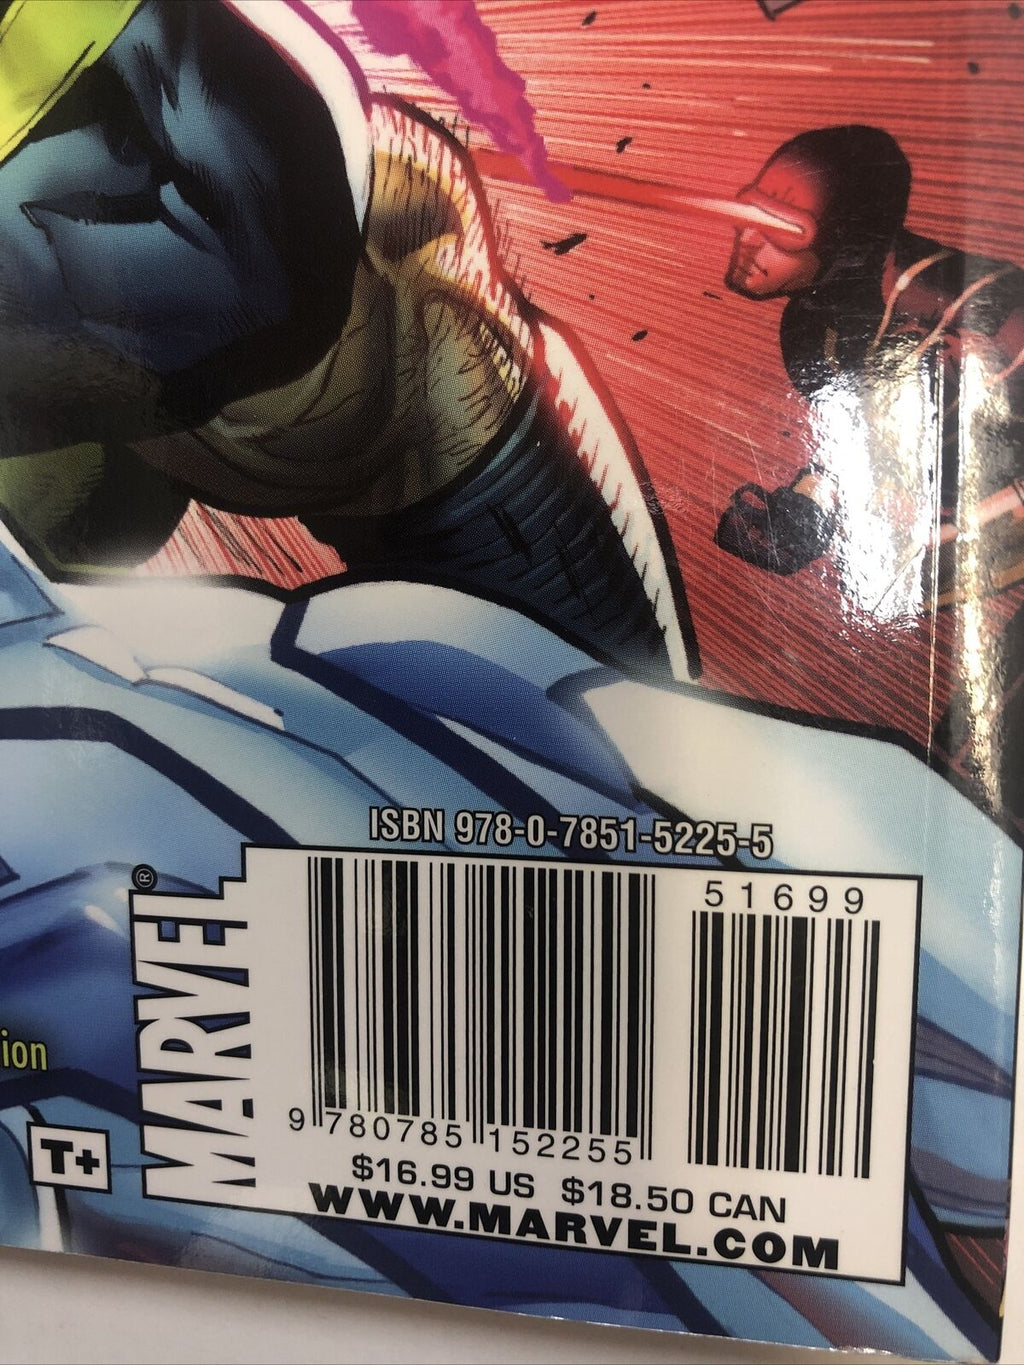 ISBN 978-0-7851-5225-5
51699
MARVEL®
ion
9 780785 152255
T+
$16.99 US $18.50 CAN
WWW.MARVEL.COM